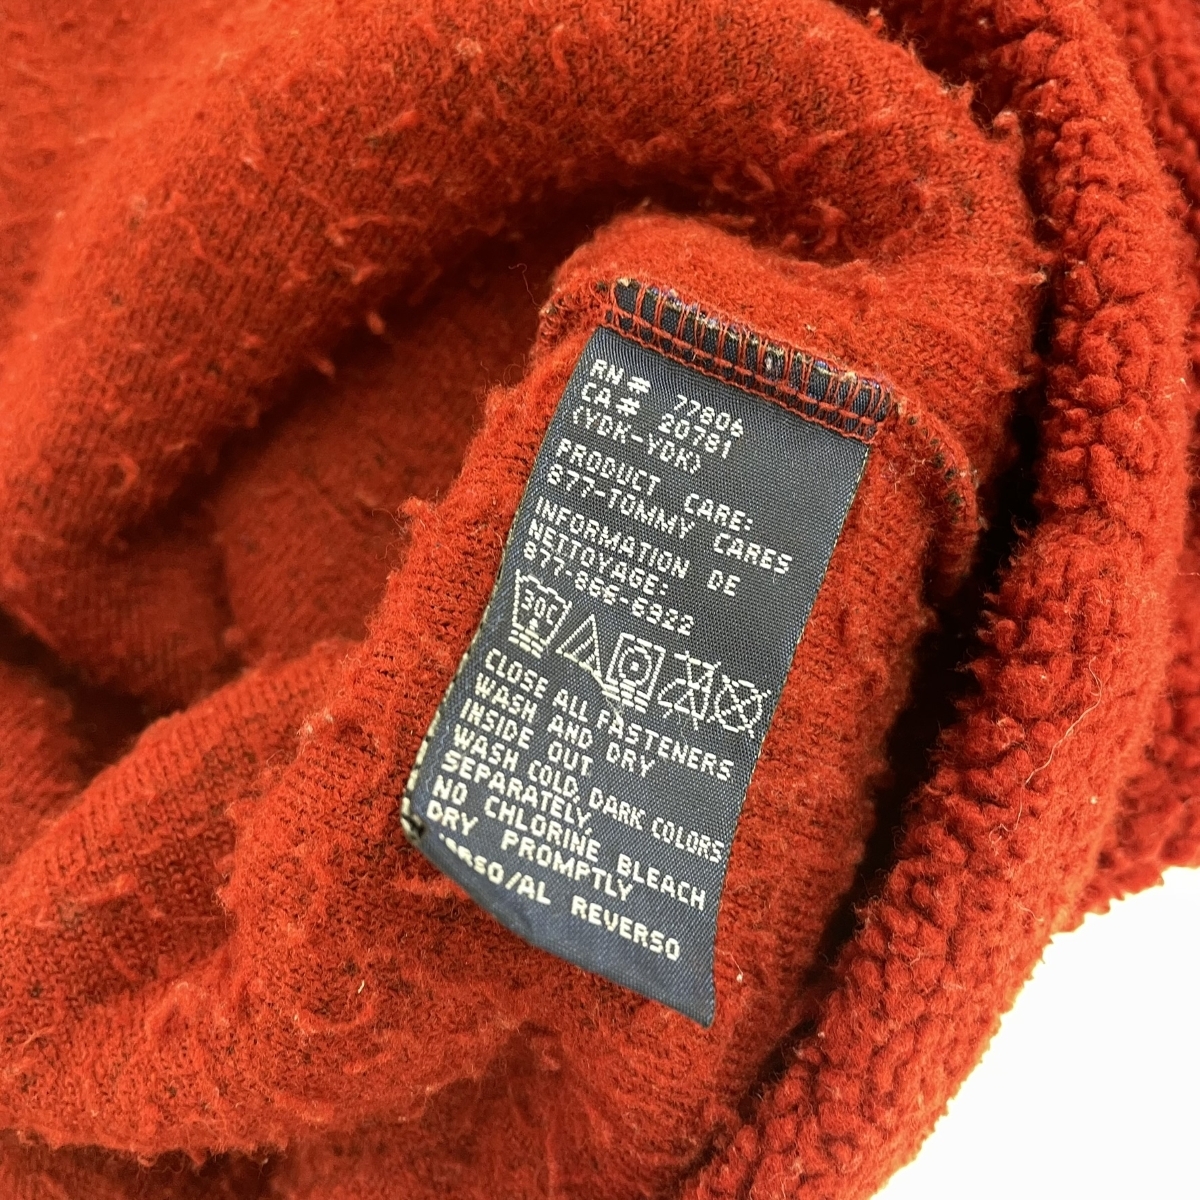 RN# 77806
CA# 20781
(YDK-YDK)
PRODUCT CARE:
877-TOMMY CARES
INFORMATION DE
NETTOYAGE:
877-866-6922
30C
CLOSE ALL FASTENERS
WASH AND DRY
INSIDE OUT
WASH COLD, DARK COLORS
SEPARATELY,
NO CHLORINE BLEACH
DRY PROMPTLY
/AL REVERSO